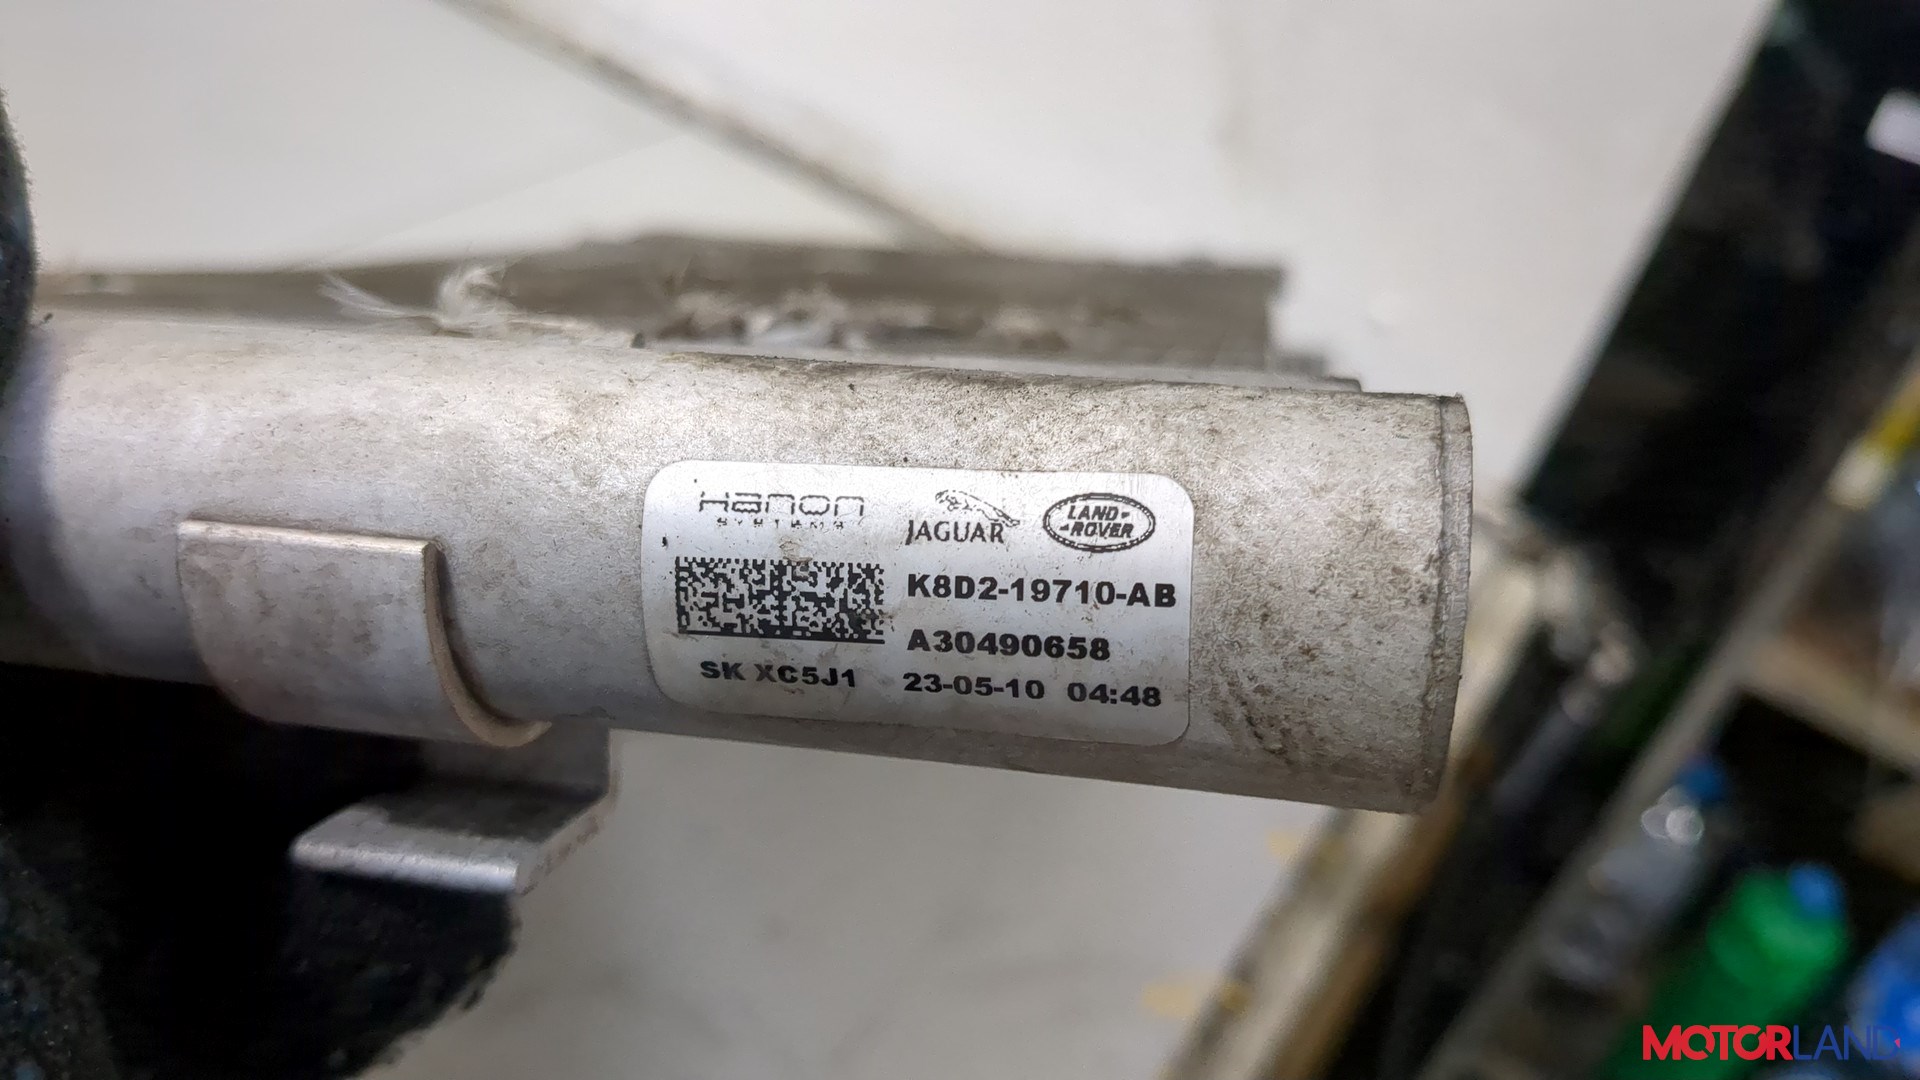 Hanon
SYSTEMS
JAGUAR
LAND-
-ROVER
K8D2-19710-AB
A30490658
SK XC5J1
23-05-10 04:48
MOTORLAND